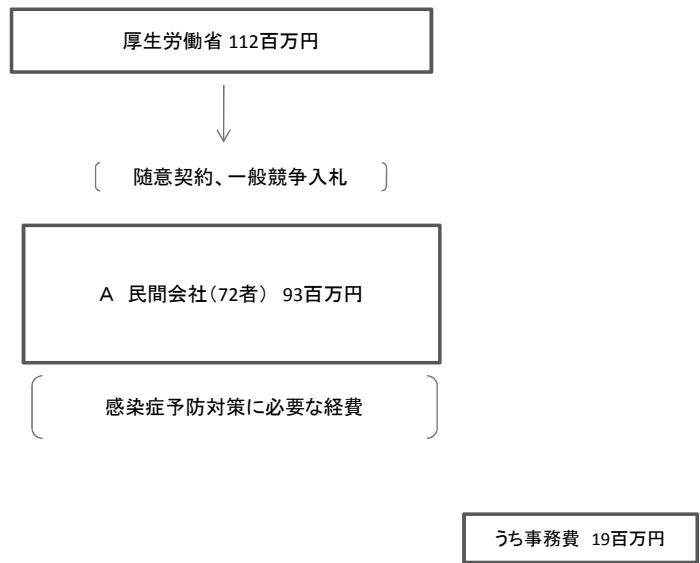 厚生労働省 112百万円
随意契約、一般競争入札
A 民間会社(72者) 93百万円
感染症予防対策に必要な経費
うち事務費 19百万円